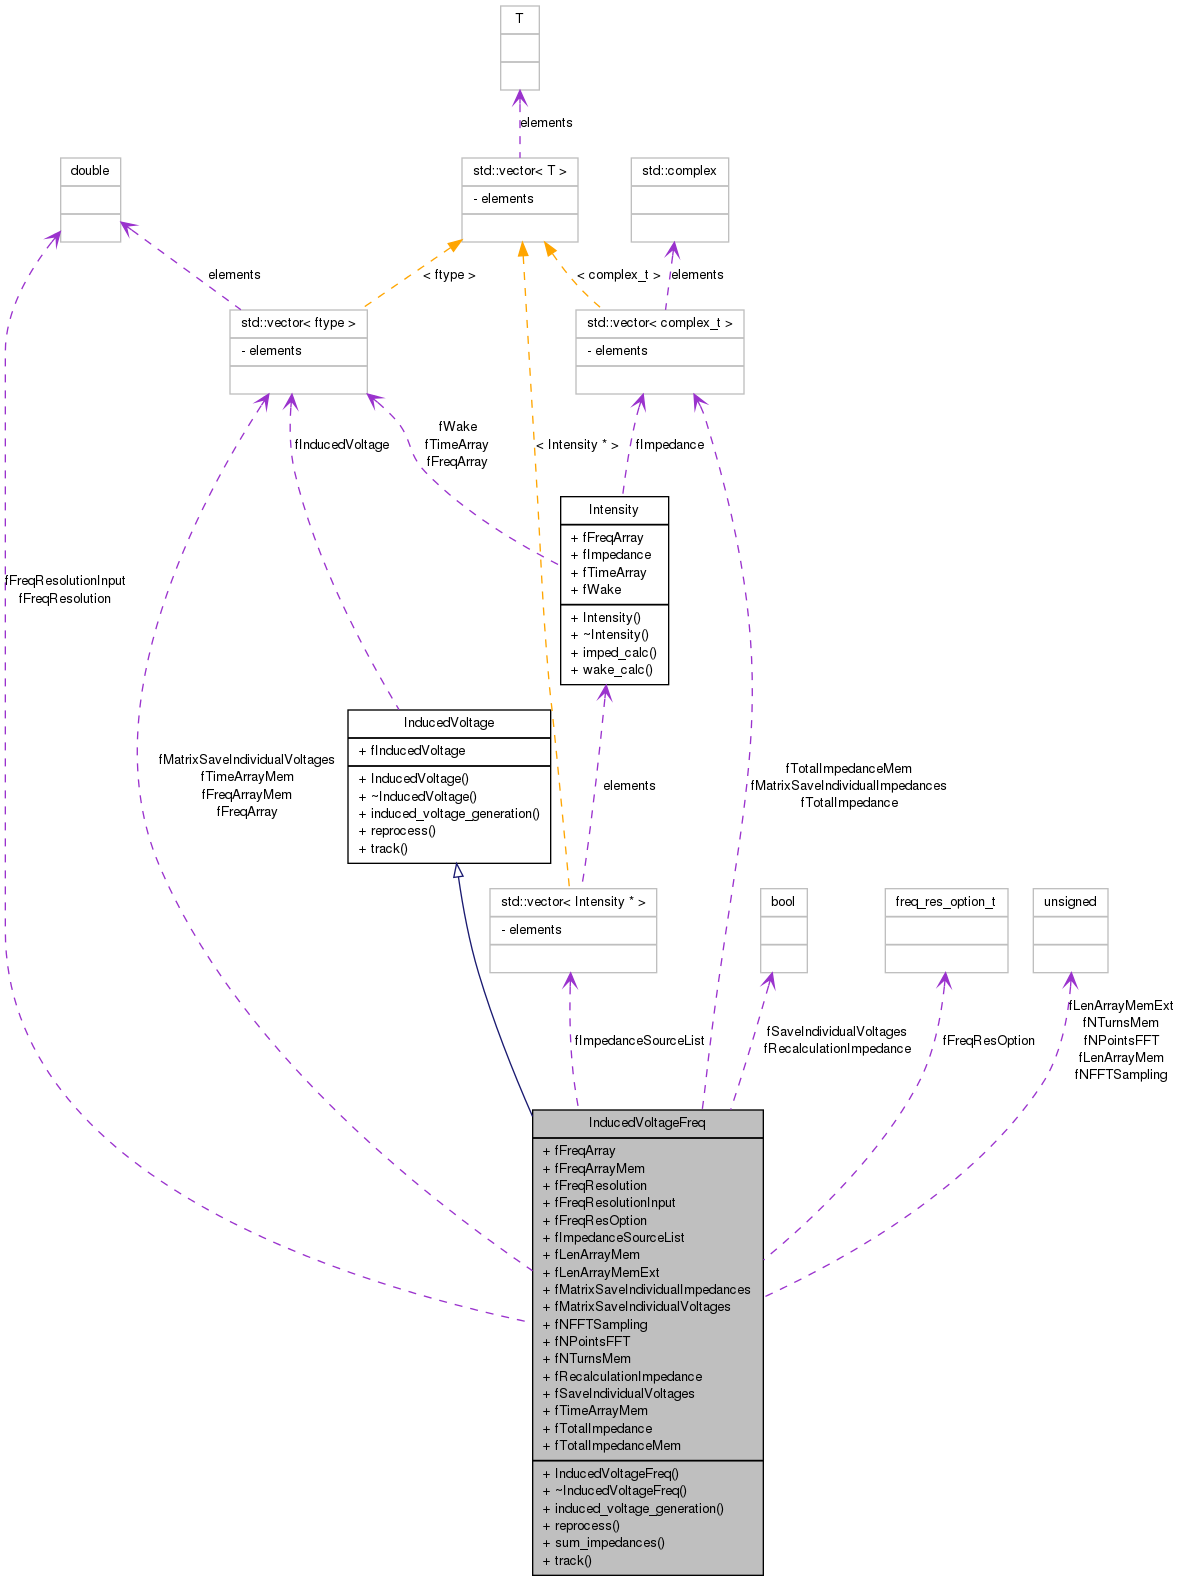 T
elements
double
std::vector< T >
- elements
std::complex
elements
< ftype >
< complex_t >
elements
std::vector< ftype >
- elements
std::vector< complex_t >
- elements
fInducedVoltage
fWake
fTimeArray
fFreqArray
< Intensity * >
fImpedance
Intensity
+ fFreqArray
+ fImpedance
+ fTimeArray
+ fWake
+ Intensity()
+ ~Intensity()
+ imped_calc()
+ wake_calc()
fFreqResolutionInput
fFreqResolution
InducedVoltage
+ fInducedVoltage
+ InducedVoltage()
+ ~InducedVoltage()
+ induced_voltage_generation()
+ reprocess()
+ track()
fMatrixSaveIndividualVoltages
fTimeArrayMem
fFreqArrayMem
fFreqArray
elements
fTotalImpedanceMem
fMatrixSaveIndividualImpedances
fTotalImpedance
std::vector< Intensity * >
- elements
bool
freq_res_option_t
unsigned
fImpedanceSourceList
fSaveIndividualVoltages
fRecalculationImpedance
fFreqResOption
fLenArrayMemExt
fNTurnsMem
fNPointsFFT
fLenArrayMem
fNFFTSampling
InducedVoltageFreq
+ fFreqArray
+ fFreqArrayMem
+ fFreqResolution
+ fFreqResolutionInput
+ fFreqResOption
+ fImpedanceSourceList
+ fLenArrayMem
+ fLenArrayMemExt
+ fMatrixSaveIndividualImpedances
+ fMatrixSaveIndividualVoltages
+ fNFFTSampling
+ fNPointsFFT
+ fNTurnsMem
+ fRecalculationImpedance
+ fSaveIndividualVoltages
+ fTimeArrayMem
+ fTotalImpedance
+ fTotalImpedanceMem
+ InducedVoltageFreq()
+ ~InducedVoltageFreq()
+ induced_voltage_generation()
+ reprocess()
+ sum_impedances()
+ track()